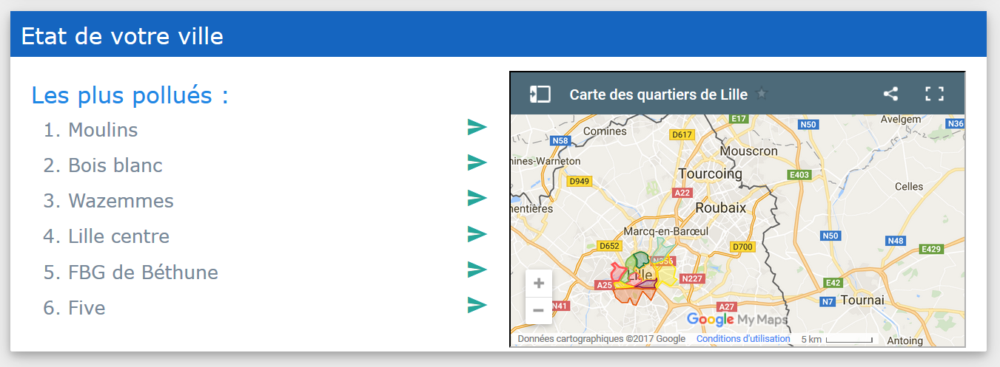 Etat de votre ville
Les plus pollués :
1. Moulins
2. Bois blanc
3. Wazemmes
4. Lille centre
5. FBG de Béthune
6. Five
Carte des quartiers de Lille
E17
Avelgem
N50
N36
Comines
D617
N58
Mouscron
nines-Warneton
Tourcoing
E403
D949
Celles
A22
Roubaix
nentières
Marcq-en-Barœul
N50
N48
D652
D700
E429
N356
Lille
N227
A25
E42
N41
N7
Tournai
A27
Google My Maps
Données cartographiques ©2017 Google Conditions d'utilisation 5 km
Antoing